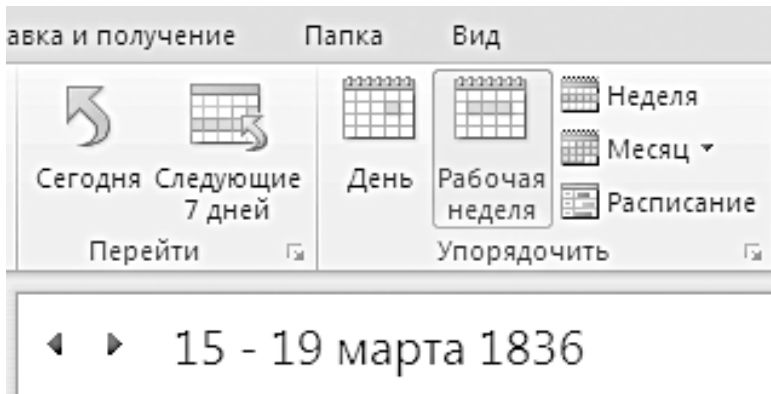 авка и получение Папка Вид
Сегодня
Следующие
7 дней
Перейти
День
Рабочая
неделя
Неделя
Месяц
Расписание
Упорядочить
15 - 19 марта 1836